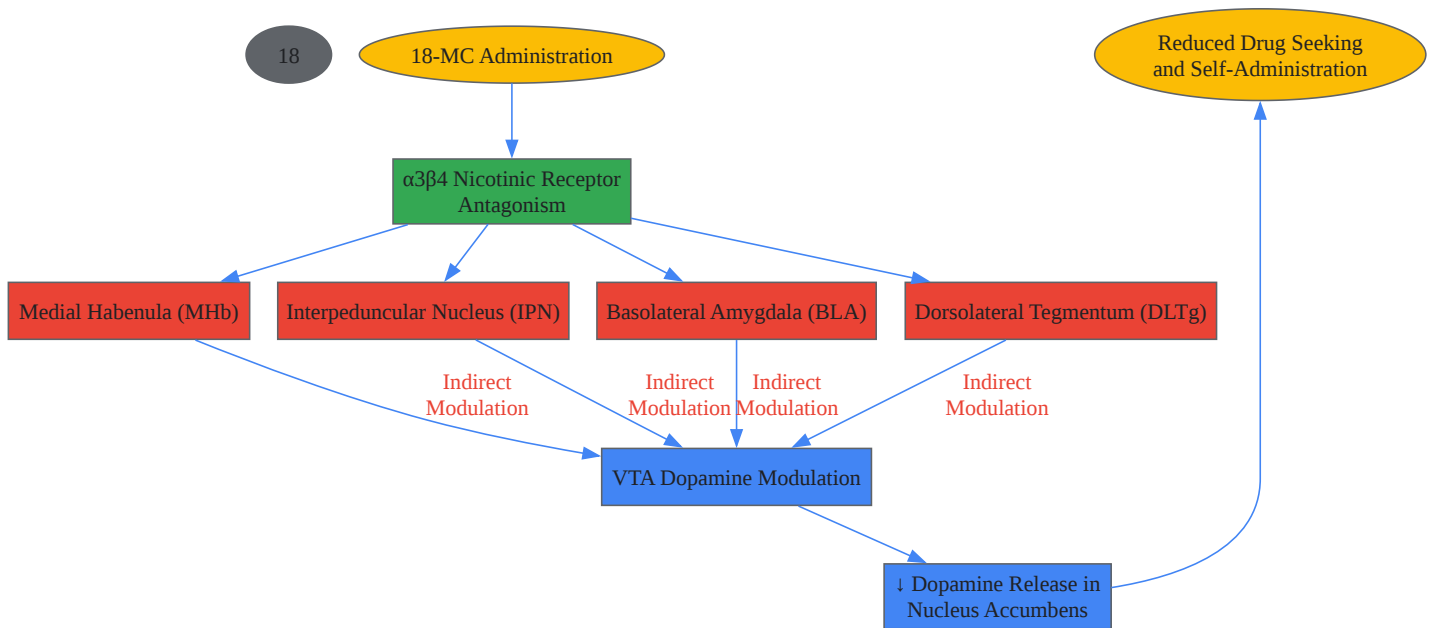 18
18-MC Administration
Reduced Drug Seeking
and Self-Administration
α3β4 Nicotinic Receptor
Antagonism
Medial Habenula (MHb)
Interpeduncular Nucleus (IPN)
Basolateral Amygdala (BLA)
Dorsolateral Tegmentum (DLTg)
Indirect
Modulation
Indirect
Modulation
Indirect
Modulation
Indirect
Modulation
VTA Dopamine Modulation
↓ Dopamine Release in
Nucleus Accumbens